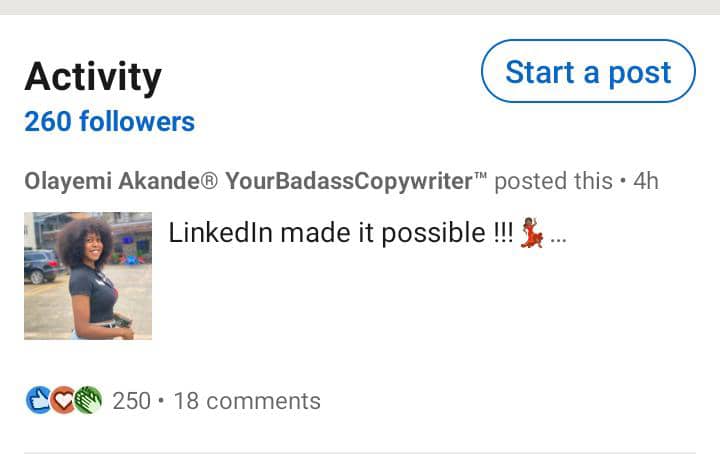 Activity
Start a post
260 followers
Olayemi Akande® YourBadassCopywriter™ posted this • 4h
LinkedIn made it possible !!!💃🏾...
250 • 18 comments